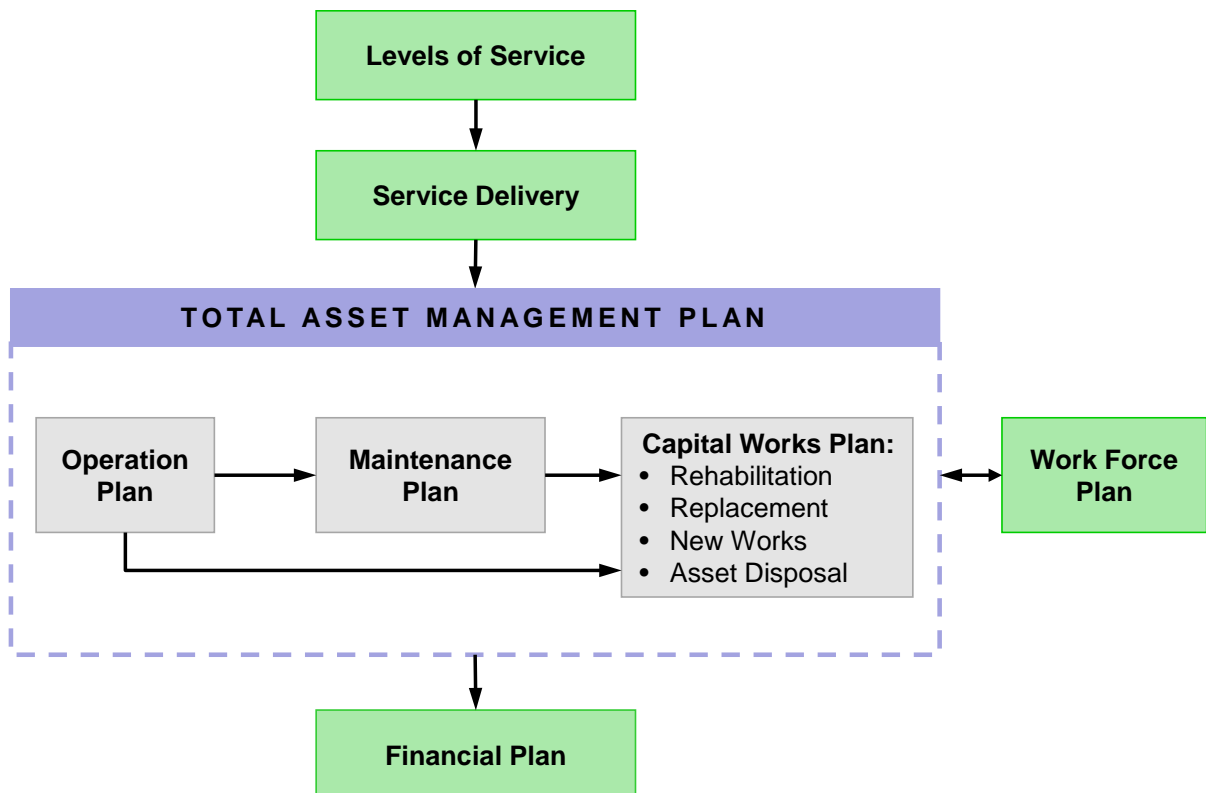 Levels of Service
Service Delivery
TOTAL ASSET MANAGEMENT PLAN
Operation
Plan
Maintenance
Plan
Capital Works Plan:
• Rehabilitation
• Replacement
• New Works
• Asset Disposal
Work Force
Plan
Financial Plan